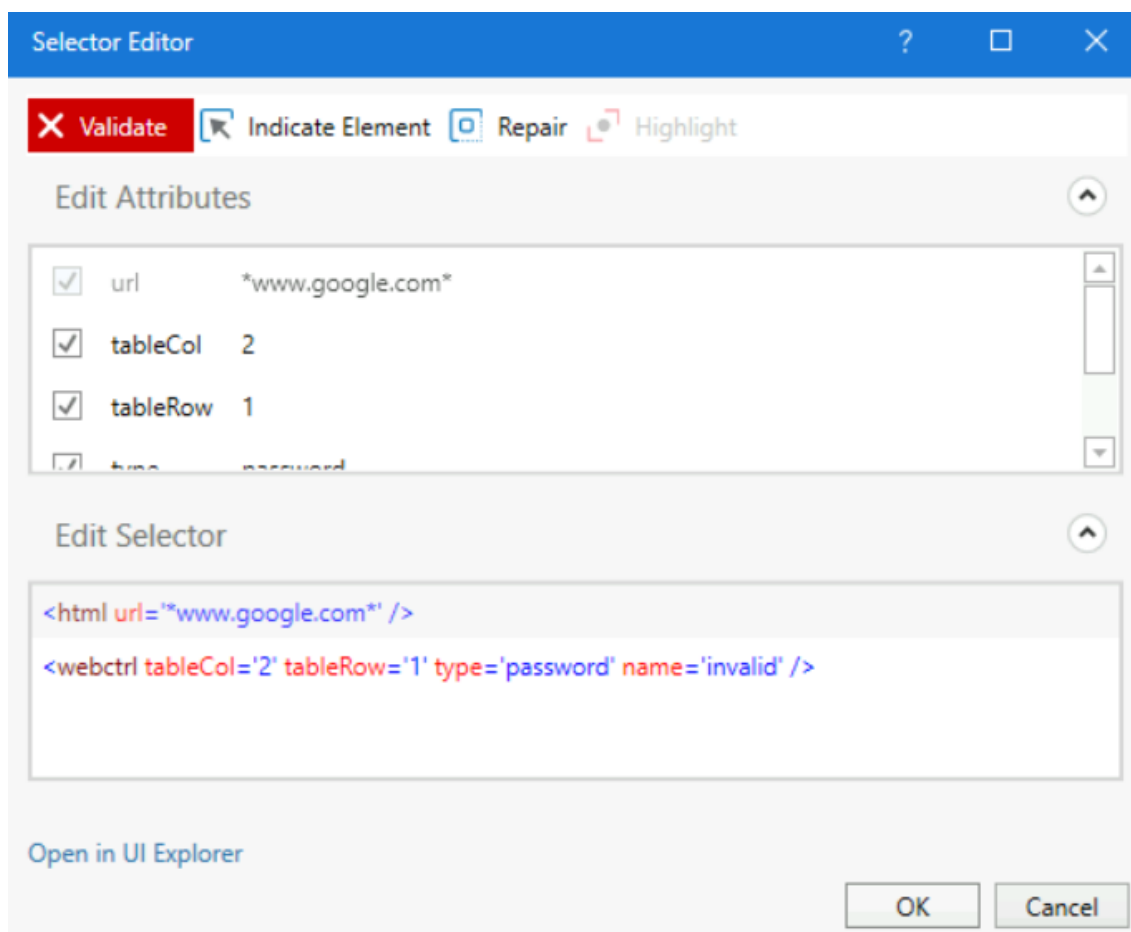 Selector Editor
Validate Indicate Element Repair Highlight
Edit Attributes
url *www.google.com*
tableCol 2
tableRow 1
type password
Edit Selector
<html url='*www.google.com*' />
<webctrl tableCol='2' tableRow='1' type='password' name='invalid' />
Open in UI Explorer
OK Cancel